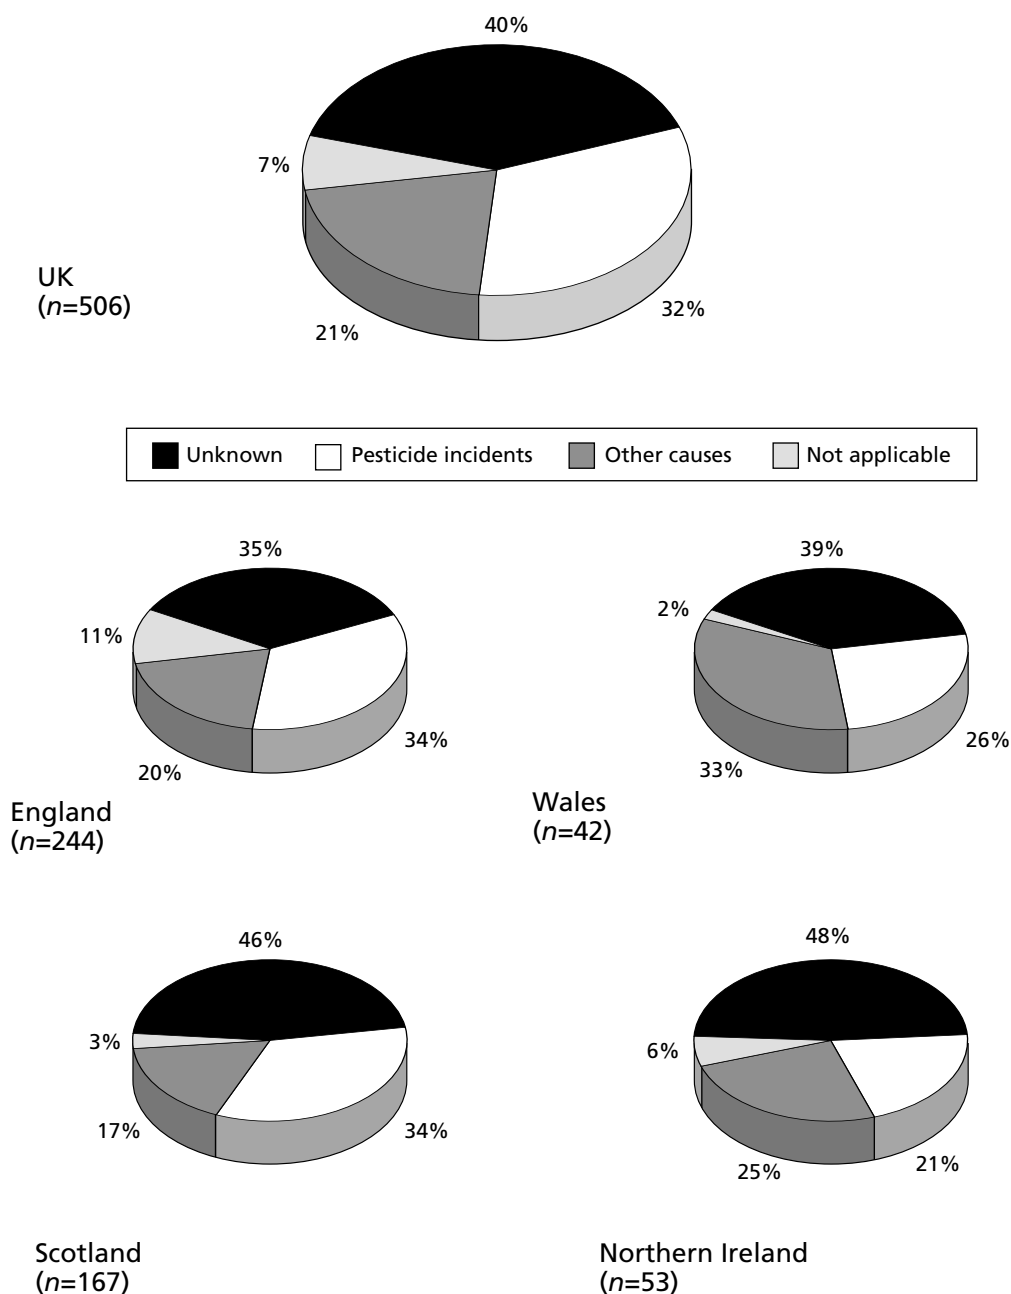 40%
7%
UK
(n=506)
32%
21%
Unknown
Pesticide incidents
Other causes
Not applicable
35%
11%
34%
20%
England
(n=244)
39%
2%
26%
33%
Wales
(n=42)
46%
3%
17%
34%
Scotland
(n=167)
48%
6%
25%
21%
Northern Ireland
(n=53)